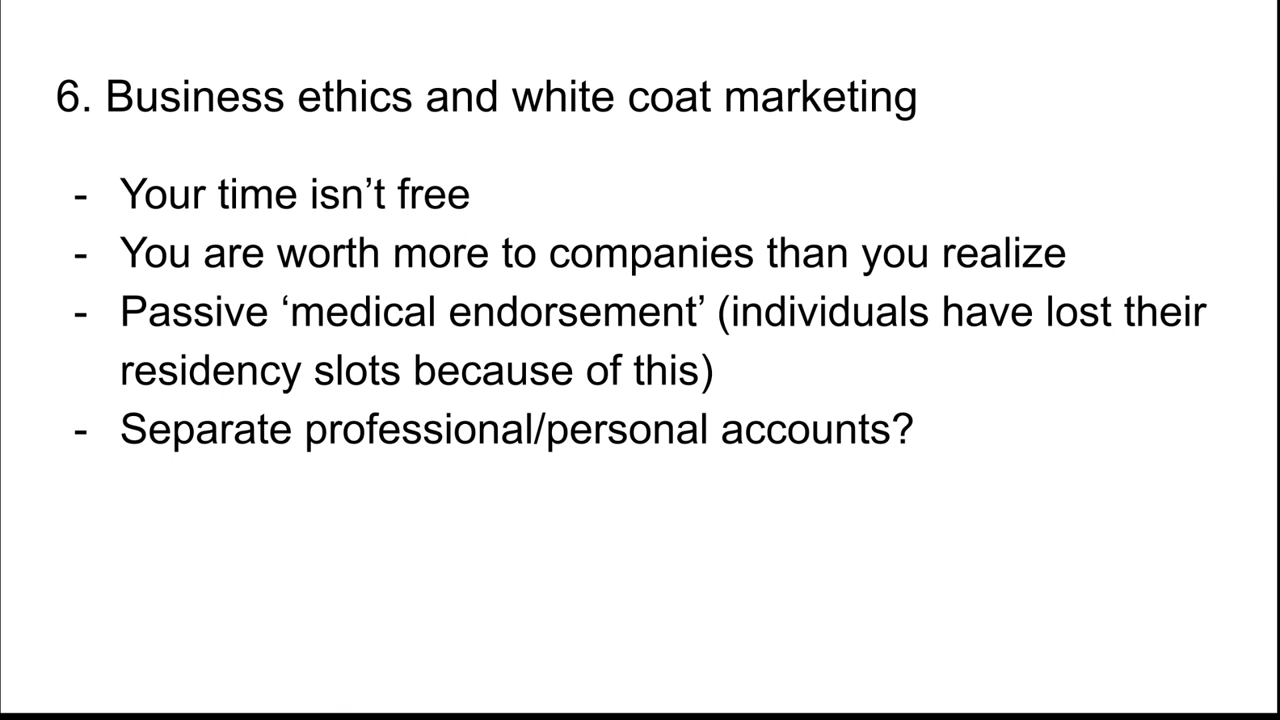 6. Business ethics and white coat marketing
- Your time isn’t free
- You are worth more to companies than you realize
- Passive ‘medical endorsement’ (individuals have lost their
residency slots because of this)
- Separate professional/personal accounts?